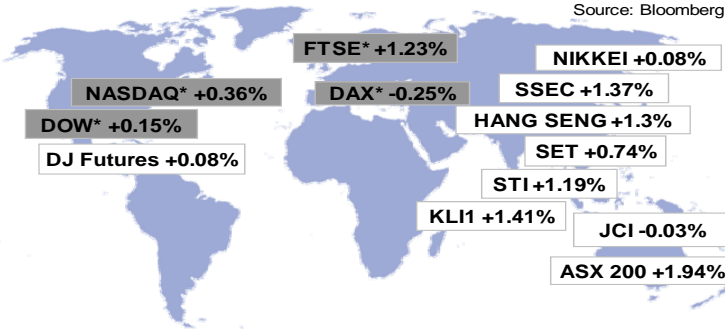 Source: Bloomberg
FTSE* +1.23%
NIKKEI +0.08%
NASDAQ* +0.36%
DAX* -0.25%
SSEC +1.37%
DOW* +0.15%
HANG SENG +1.3%
DJ Futures +0.08%
SET +0.74%
STI +1.19%
KLI1 +1.41%
JCI -0.03%
ASX 200 +1.94%